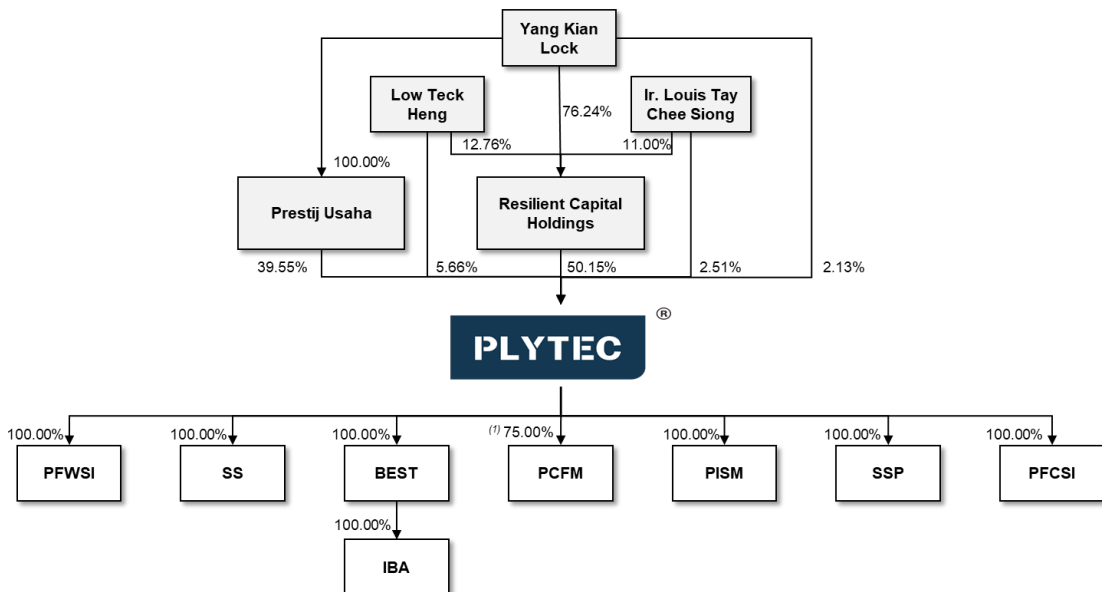 Yang Kian
Lock
Low Teck
Heng
Ir. Louis Tay
Chee Siong
76.24%
12.76%
11.00%
100.00%
Prestij Usaha
Resilient Capital
Holdings
39.55%
5.66%
50.15%
2.51%
2.13%
PLYTEC ®
100.00%
100.00%
100.00%
(1) 75.00%
100.00%
100.00%
100.00%
PFWSI
SS
BEST
PCFM
PISM
SSP
PFCSI
100.00%
IBA